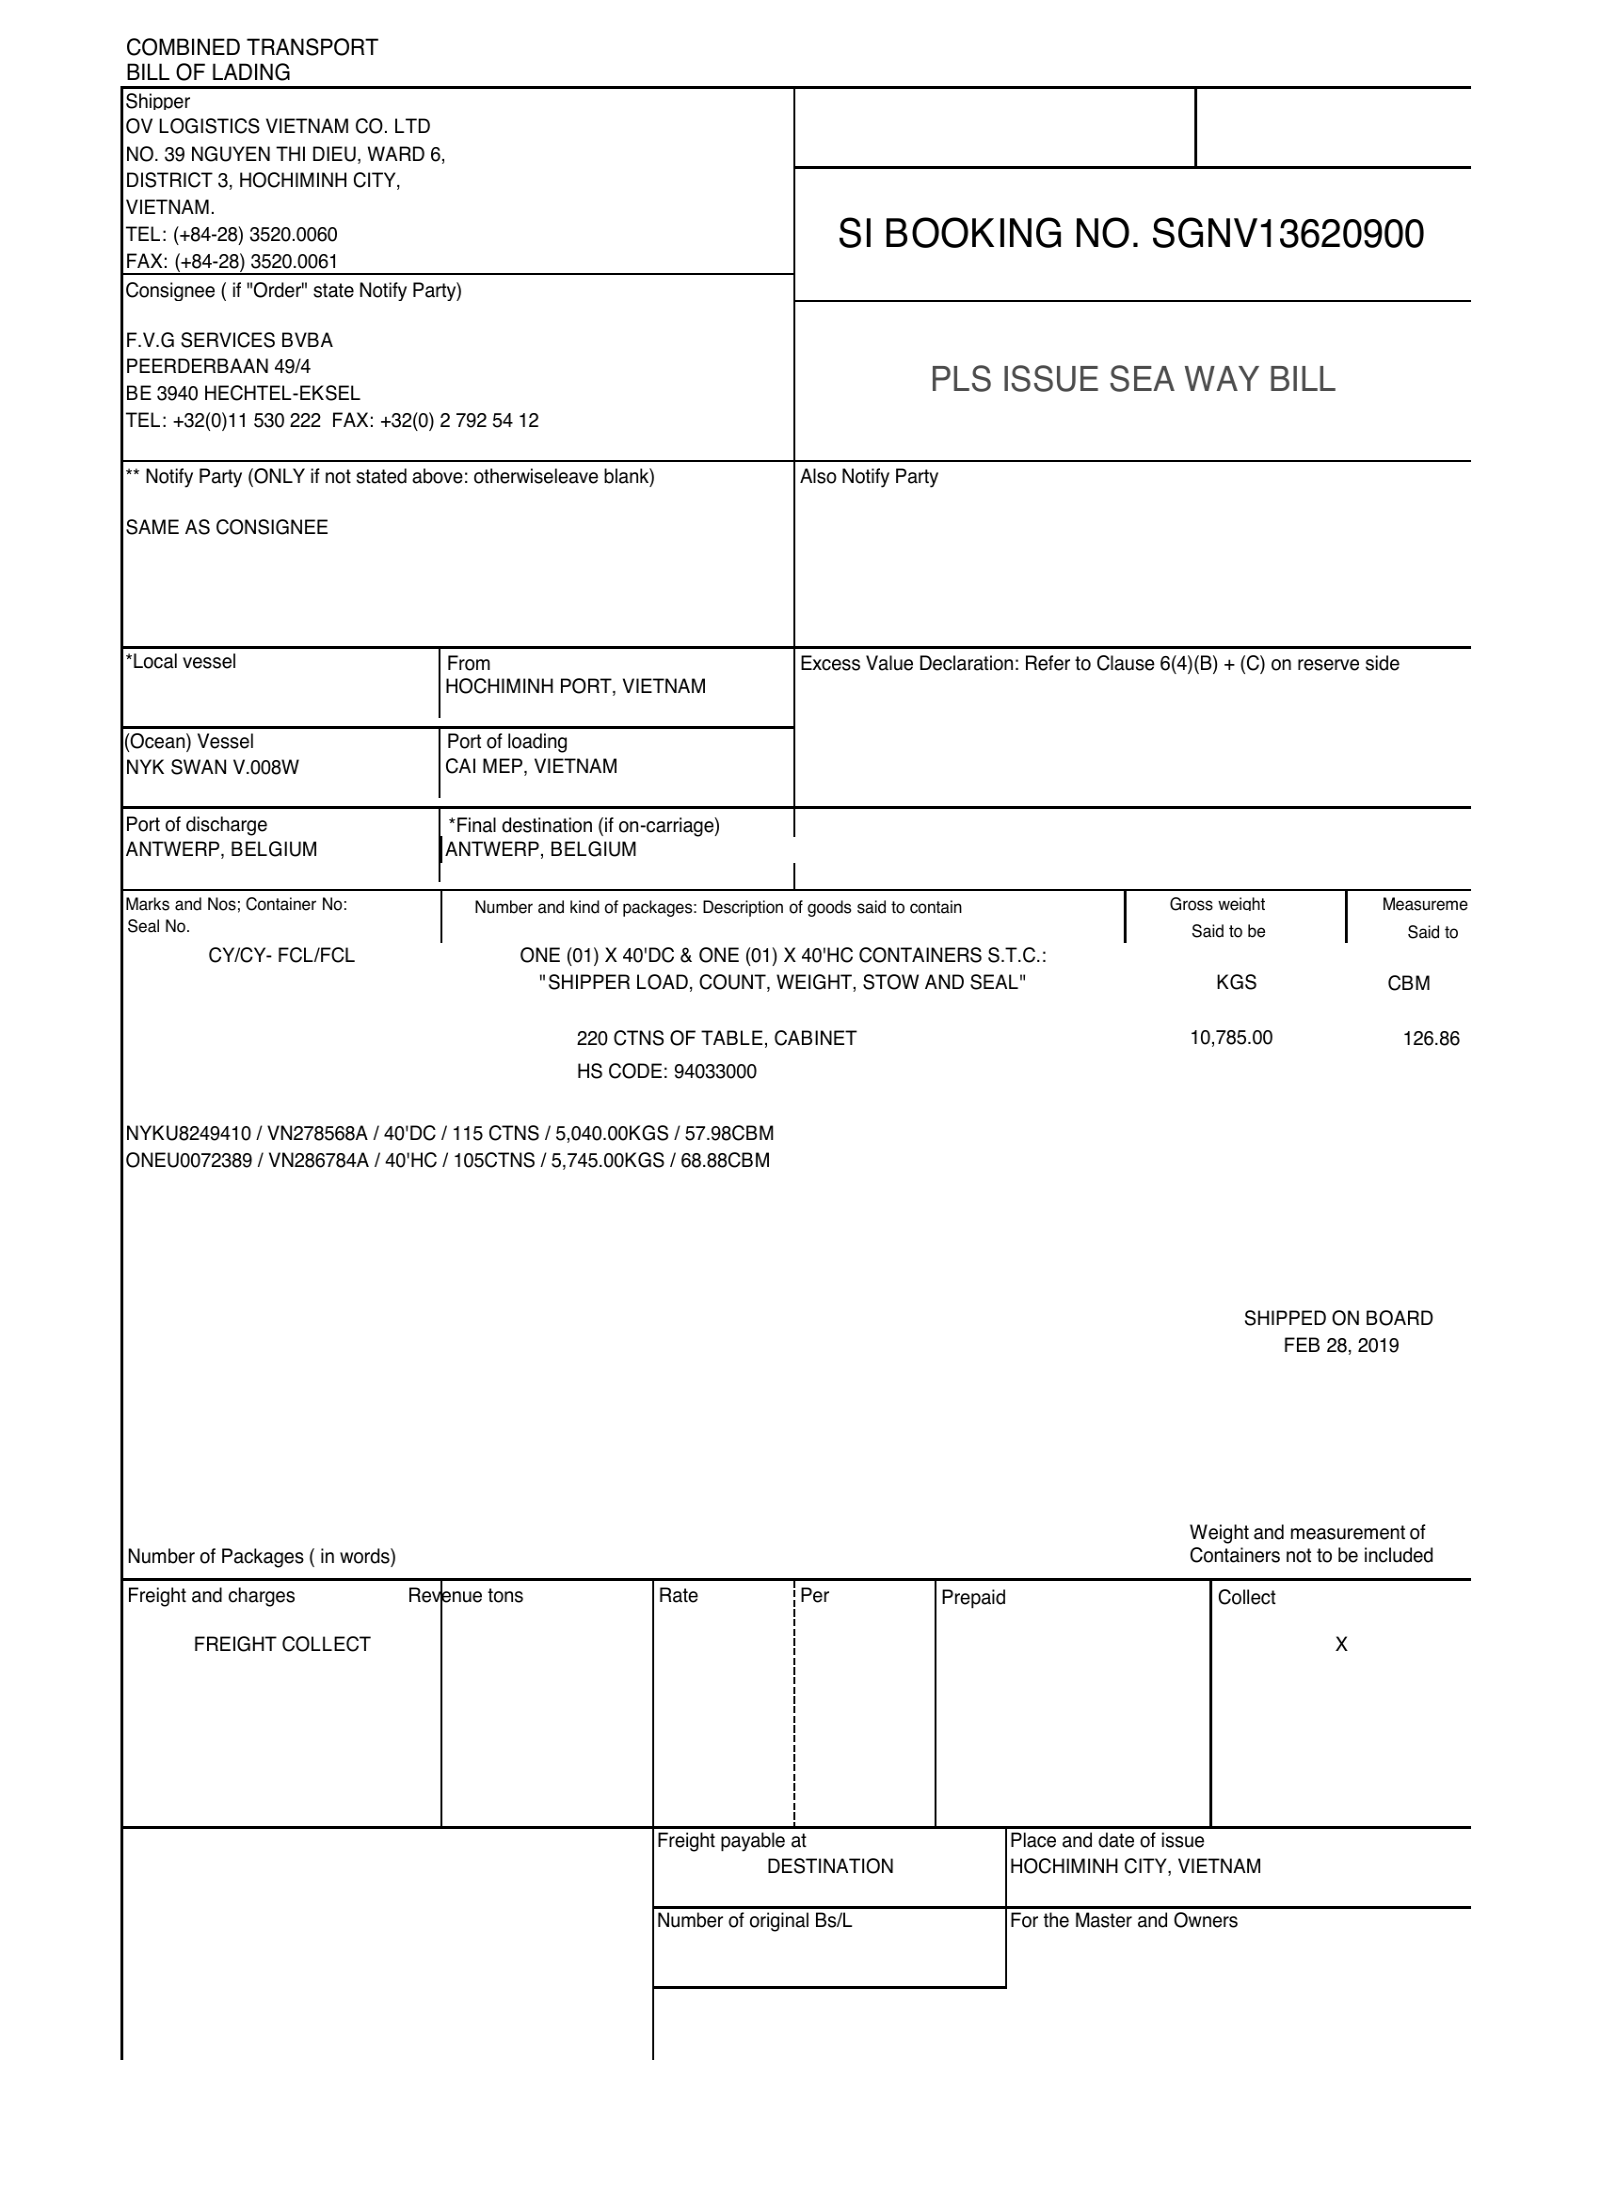 COMBINED TRANSPORT
BILL OF LADING
Shipper
OV LOGISTICS VIETNAM CO. LTD
NO. 39 NGUYEN THI DIEU, WARD 6,
DISTRICT 3, HOCHIMINH CITY,
VIETNAM.
TEL: (+84-28) 3520.0060
FAX: (+84-28) 3520.0061
SI BOOKING NO. SGNV13620900
Consignee ( if "Order" state Notify Party)
F.V.G SERVICES BVBA
PEERDERBAAN 49/4
BE 3940 HECHTEL-EKSEL
TEL: +32(0)11 530 222  FAX: +32(0) 2 792 54 12
PLS ISSUE SEA WAY BILL
** Notify Party (ONLY if not stated above: otherwiseleave blank)
SAME AS CONSIGNEE
Also Notify Party
*Local vessel
From
HOCHIMINH PORT, VIETNAM
Excess Value Declaration: Refer to Clause 6(4)(B) + (C) on reserve side
(Ocean) Vessel
NYK SWAN V.008W
Port of loading
CAI MEP, VIETNAM
Port of discharge
ANTWERP, BELGIUM
*Final destination (if on-carriage)
ANTWERP, BELGIUM
Marks and Nos; Container No:
Seal No.
Number and kind of packages: Description of goods said to contain
Gross weight
Said to be
Measureme
Said to
CY/CY- FCL/FCL
ONE (01) X 40'DC & ONE (01) X 40'HC CONTAINERS S.T.C.:
"SHIPPER LOAD, COUNT, WEIGHT, STOW AND SEAL"
KGS
CBM
220 CTNS OF TABLE, CABINET
10,785.00
126.86
HS CODE: 94033000
NYKU8249410 / VN278568A / 40'DC / 115 CTNS / 5,040.00KGS / 57.98CBM
ONEU0072389 / VN286784A / 40'HC / 105CTNS / 5,745.00KGS / 68.88CBM
SHIPPED ON BOARD
FEB 28, 2019
Number of Packages ( in words)
Weight and measurement of
Containers not to be included
Freight and charges
Revenue tons
Rate
Per
Prepaid
Collect
FREIGHT COLLECT
X
Freight payable at
DESTINATION
Place and date of issue
HOCHIMINH CITY, VIETNAM
Number of original Bs/L
For the Master and Owners